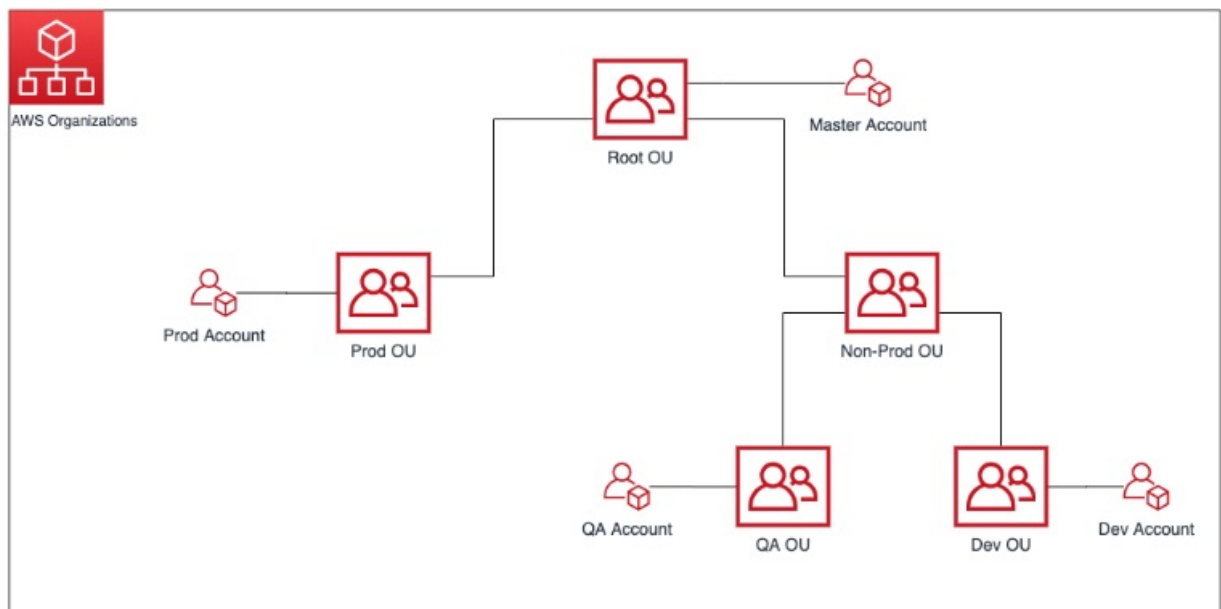 AWS Organizations
Master Account
Root OU
Prod Account
Prod OU
Non-Prod OU
QA Account
QA OU
Dev OU
Dev Account